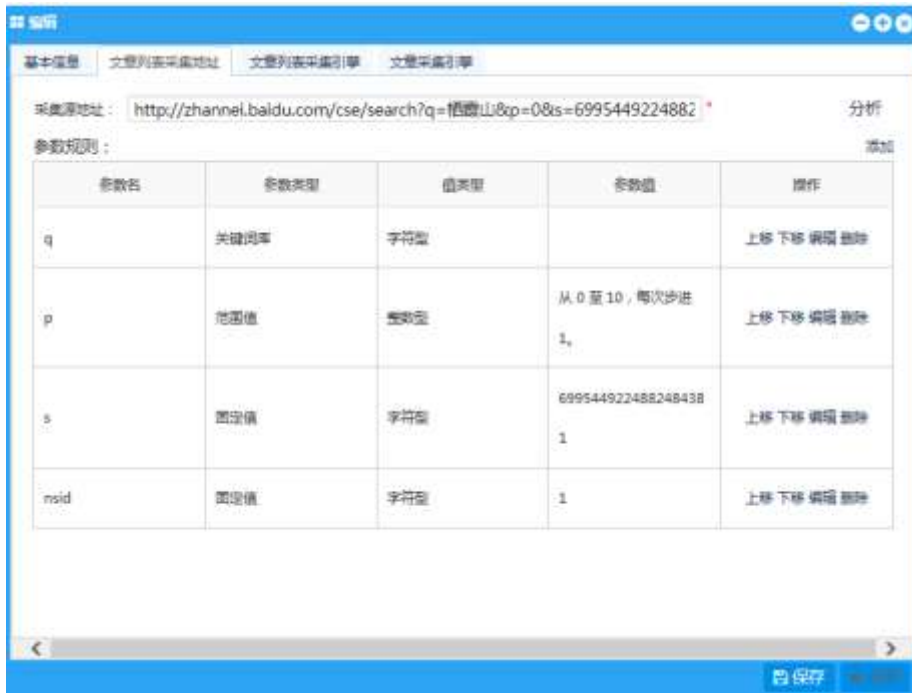 编辑
基本信息 文章列表采集地址 文章列表采集引擎 文章采集引擎
采集源地址： http://zhannei.baidu.com/cse/search?q=栖霞山&p=0&s=6995449224882 * 分析
参数规则： 添加
参数名 参数类型 值类型 参数值 操作
q 关键词库 字符型 上移 下移 编辑 删除
p 范围值 整数型 从 0 至 10，每次步进
1。 上移 下移 编辑 删除
s 固定值 字符型 699544922488248438
1 上移 下移 编辑 删除
nsid 固定值 字符型 1 上移 下移 编辑 删除
保存